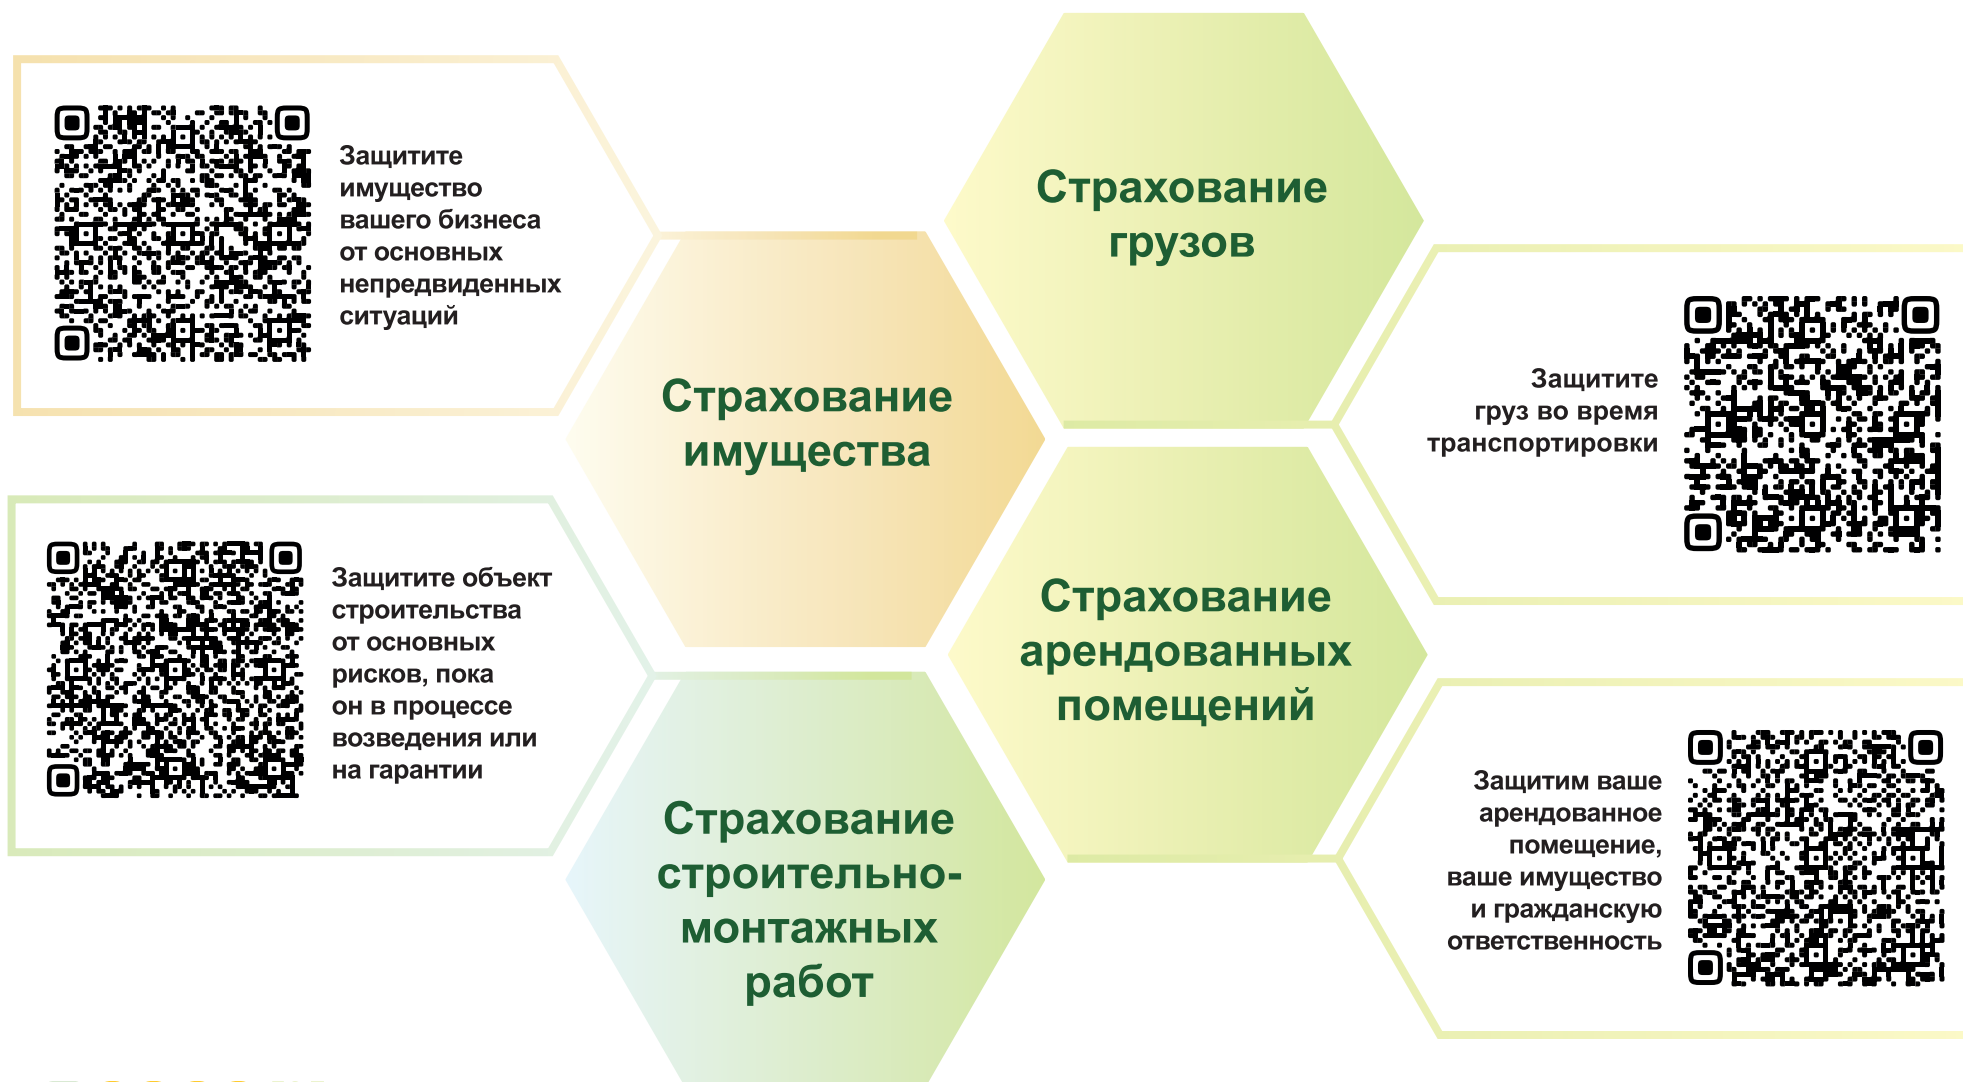 Защитите
имущество
вашего бизнеса
от основных
непредвиденных
ситуаций
Страхование
имущества
Страхование
грузов
Защитите
груз во время
транспортировки
Защитите объект
строительства
от основных
рисков, пока
он в процессе
возведения или
на гарантии
Страхование
строительно-
монтажных
работ
Страхование
арендованных
помещений
Защитим ваше
арендованное
помещение,
ваше имущество
и гражданскую
ответственность